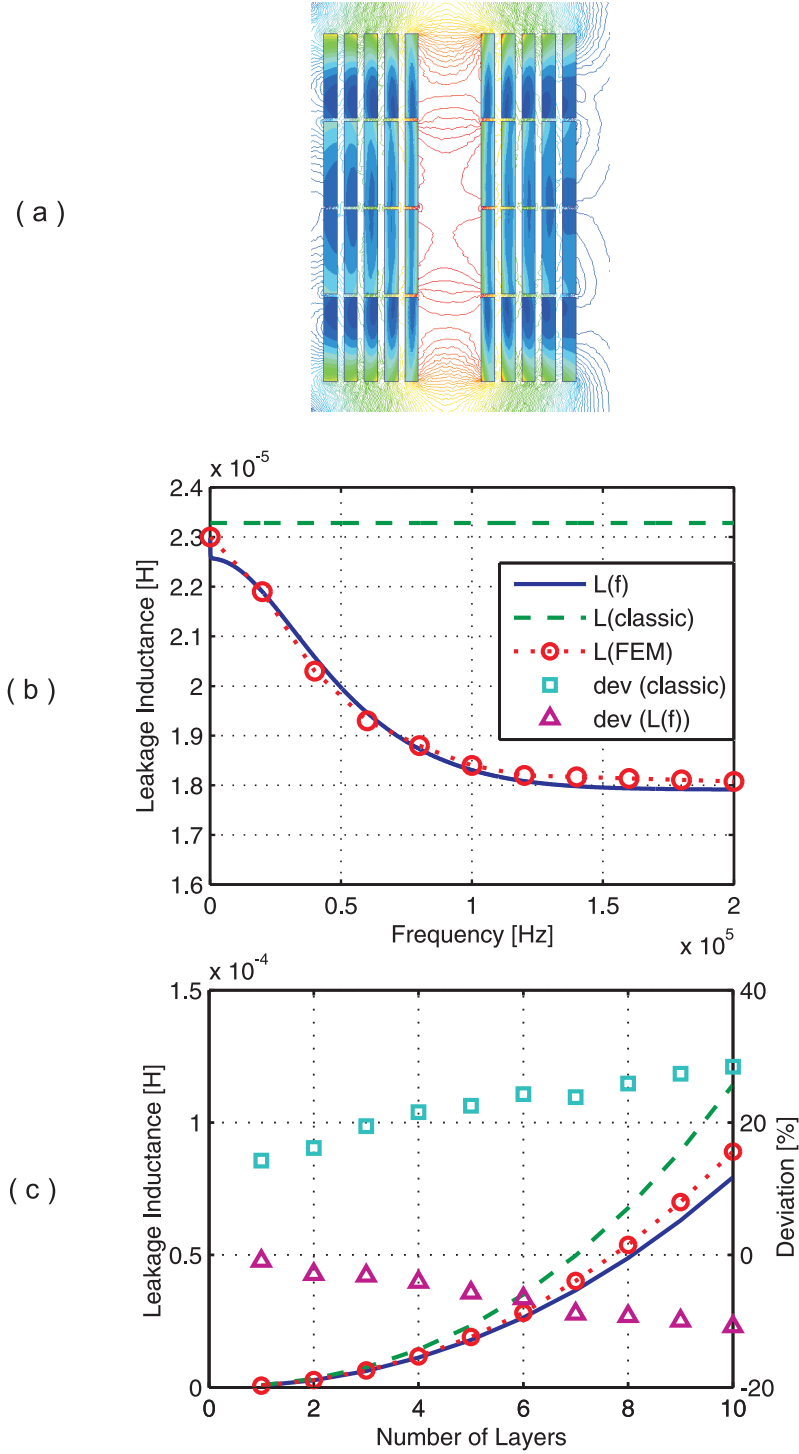 ( a )
( b )
x 10^-5
2.4
2.3
2.2
2.1
2
1.9
1.8
1.7
1.6
Leakage Inductance [H]
L(f)
L(classic)
L(FEM)
dev (classic)
dev (L(f))
0 0.5 1 1.5 2
Frequency [Hz]
x 10^5
( c )
x 10^-4
1.5
1
0.5
0
Leakage Inductance [H]
40
20
0
-20
Deviation [%]
0 2 4 6 8 10
Number of Layers